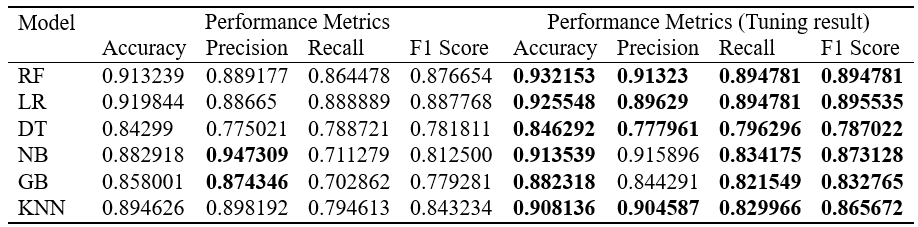 Model Performance Metrics Performance Metrics (Tuning result)
Accuracy Precision Recall F1 Score Accuracy Precision Recall F1 Score
RF 0.913239 0.889177 0.864478 0.876654 0.932153 0.91323 0.894781 0.894781
LR 0.919844 0.88665 0.888889 0.887768 0.925548 0.89629 0.894781 0.895535
DT 0.84299 0.775021 0.788721 0.781811 0.846292 0.777961 0.796296 0.787022
NB 0.882918 0.947309 0.711279 0.812500 0.913539 0.915896 0.834175 0.873128
GB 0.858001 0.874346 0.702862 0.779281 0.882318 0.844291 0.821549 0.832765
KNN 0.894626 0.898192 0.794613 0.843234 0.908136 0.904587 0.829966 0.865672